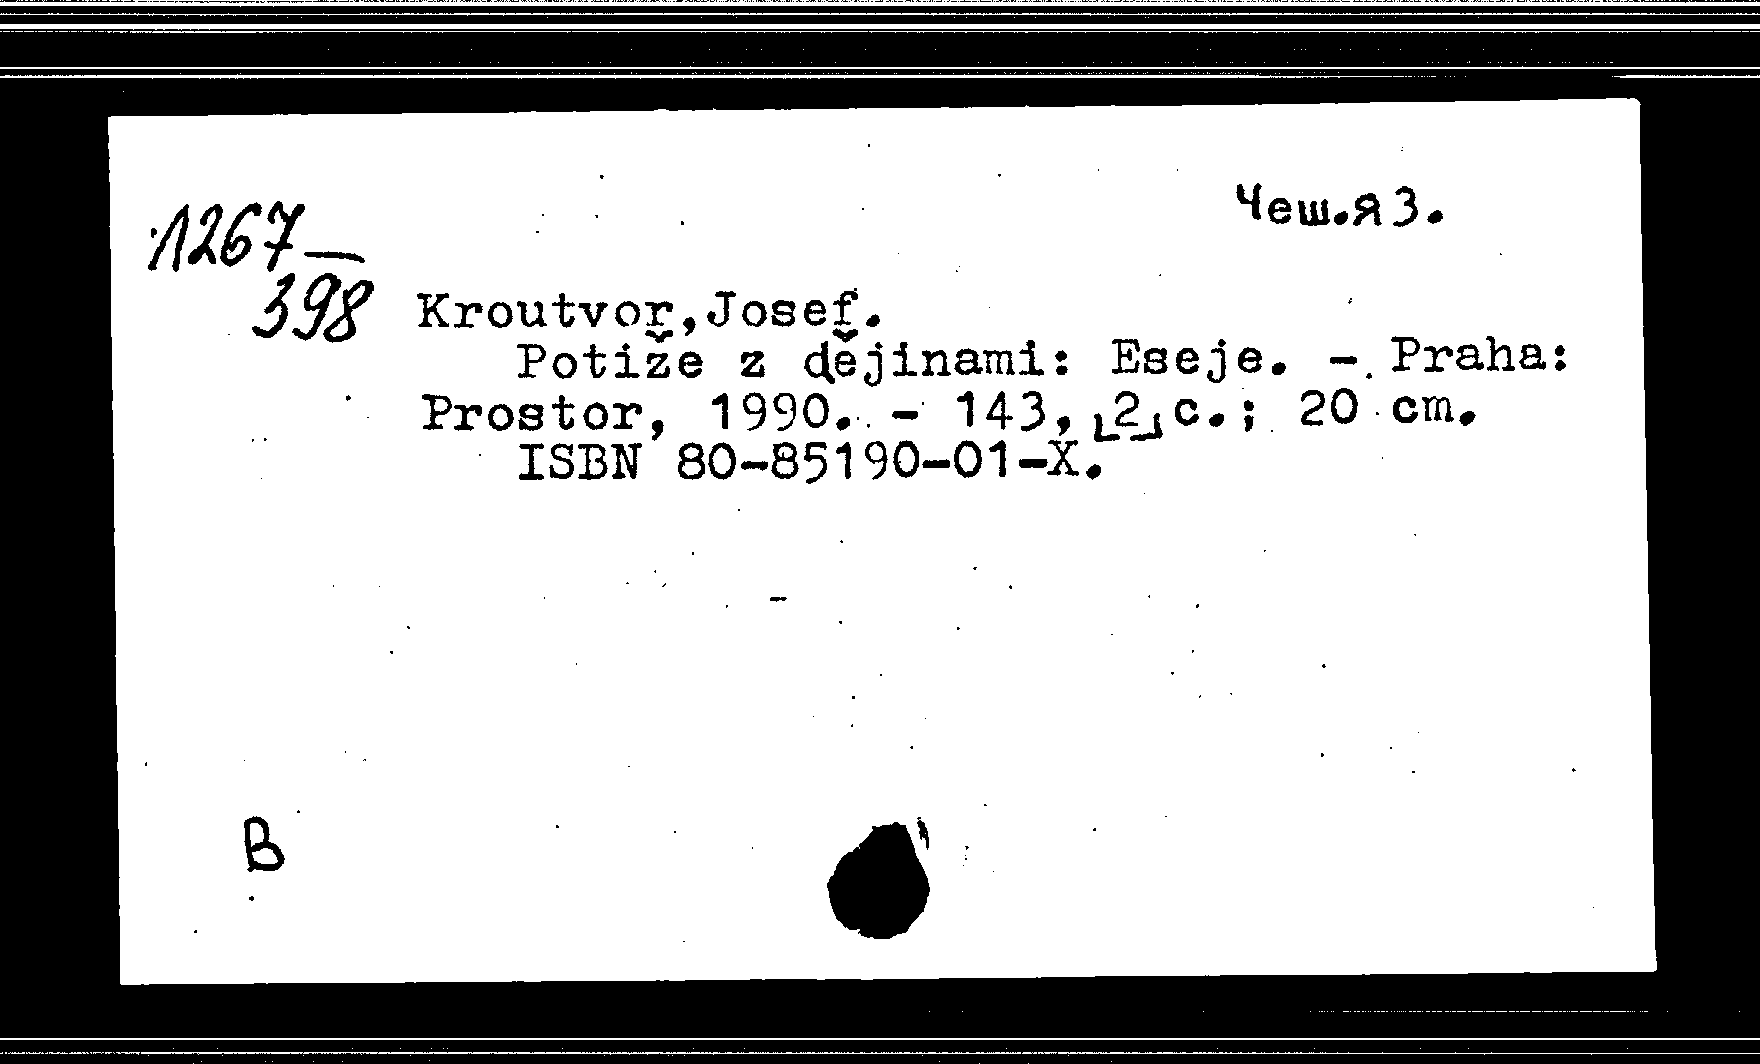 Чеш.яз.
1267—
398
Kroutvor,Josef.
Potiže z dějinami: Eseje. - Praha:
Prostor, 1990. - 143, [2] c.; 20 cm.
ISBN 80-85190-01-X.
В